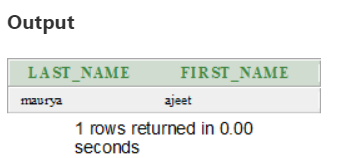 Output
LAST_NAME FIRST_NAME
maurya ajeet
1 rows returned in 0.00
seconds